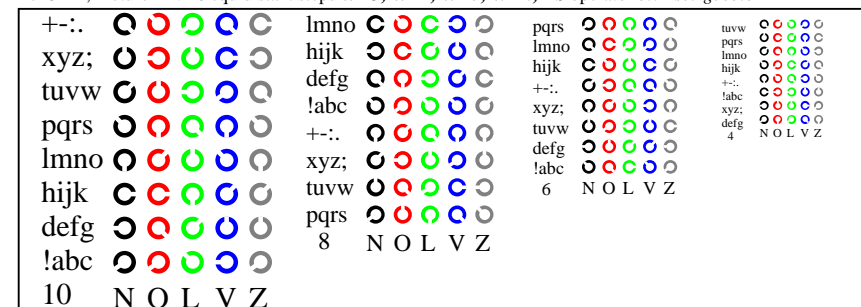 +-:.
xyz;
tuvw
pqrs
lmno
hijk
defg
!abc
10 N O L V Z
lmno
hijk
defg
!abc
+-:.
xyz;
tuvw
pqrs
8 N O L V Z
pqrs
lmno
hijk
+-:.
xyz;
tuvw
defg
!abc
6 N O L V Z
tuvw
pqrs
lmno
hijk
+-:.
!abc
xyz;
defg
4 N O L V Z